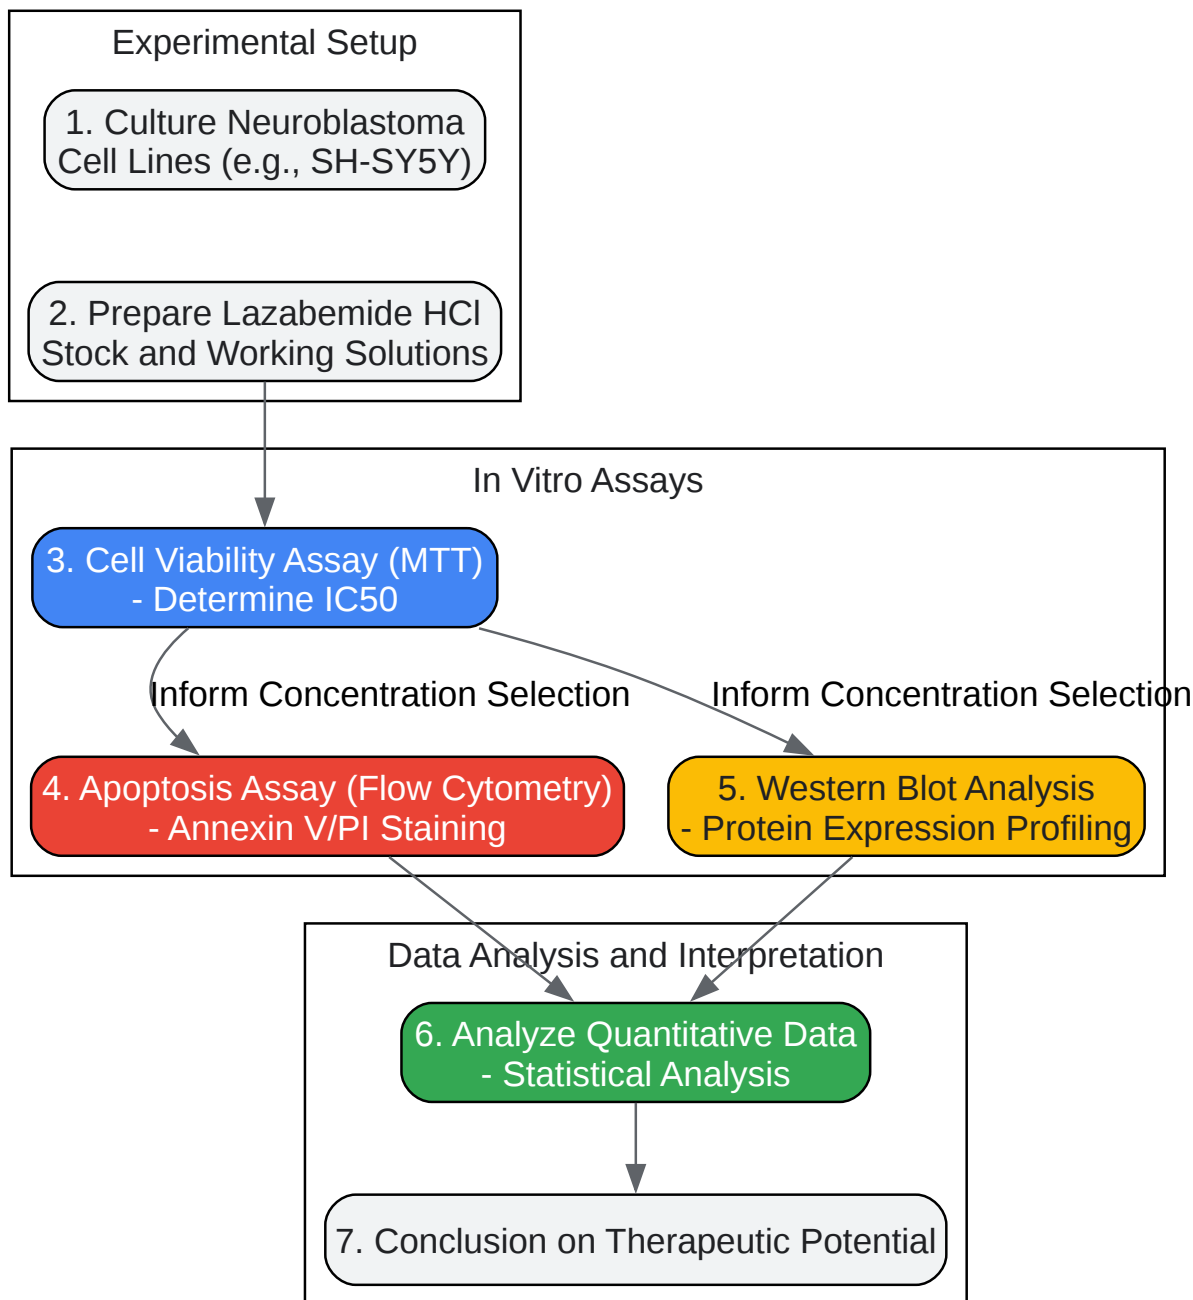 Experimental Setup
1. Culture Neuroblastoma
Cell Lines (e.g., SH-SY5Y)
2. Prepare Lazabemide HCl
Stock and Working Solutions
In Vitro Assays
3. Cell Viability Assay (MTT)
- Determine IC50
Inform Concentration Selection
Inform Concentration Selection
4. Apoptosis Assay (Flow Cytometry)
- Annexin V/PI Staining
5. Western Blot Analysis
- Protein Expression Profiling
Data Analysis and Interpretation
6. Analyze Quantitative Data
- Statistical Analysis
7. Conclusion on Therapeutic Potential